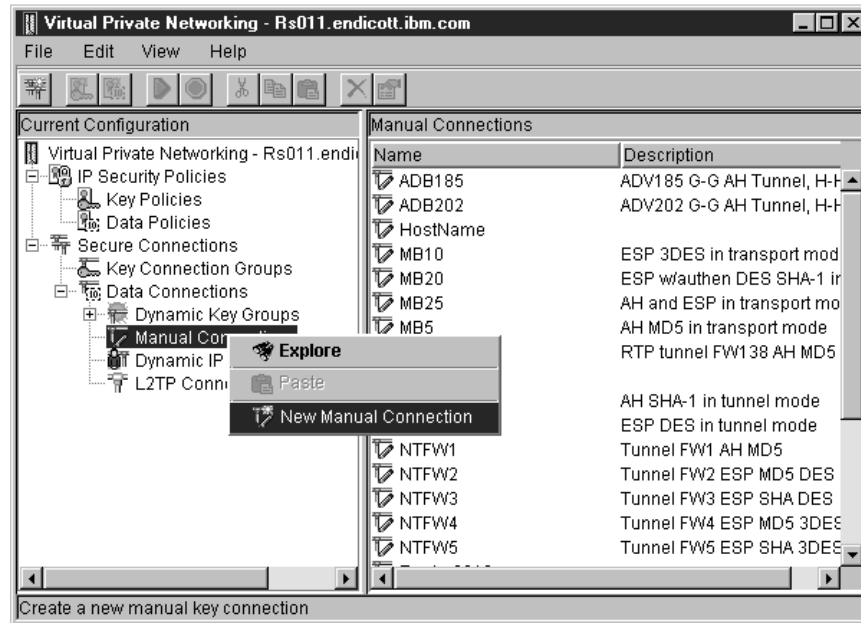 Virtual Private Networking - Rs011.endicott.ibm.com
File Edit View Help
Current Configuration
Virtual Private Networking - Rs011.endi
IP Security Policies
Key Policies
Data Policies
Secure Connections
Key Connection Groups
Data Connections
Dynamic Key Groups
Manual Con
Dynamic IP
L2TP Conn
Explore
Paste
New Manual Connection
Manual Connections
Name Description
ADB185 ADV185 G-G AH Tunnel, H-H
ADB202 ADV202 G-G AH Tunnel, H-H
HostName
MB10 ESP 3DES in transport mod
MB20 ESP w/authen DES SHA-1 in
MB25 AH and ESP in transport mo
MB5 AH MD5 in transport mode
RTP tunnel FW138 AH MD5
AH SHA-1 in tunnel mode
ESP DES in tunnel mode
NTFW1 Tunnel FW1 AH MD5
NTFW2 Tunnel FW2 ESP MD5 DES
NTFW3 Tunnel FW3 ESP SHA DES
NTFW4 Tunnel FW4 ESP MD5 3DES
NTFW5 Tunnel FW5 ESP SHA 3DES
Create a new manual key connection